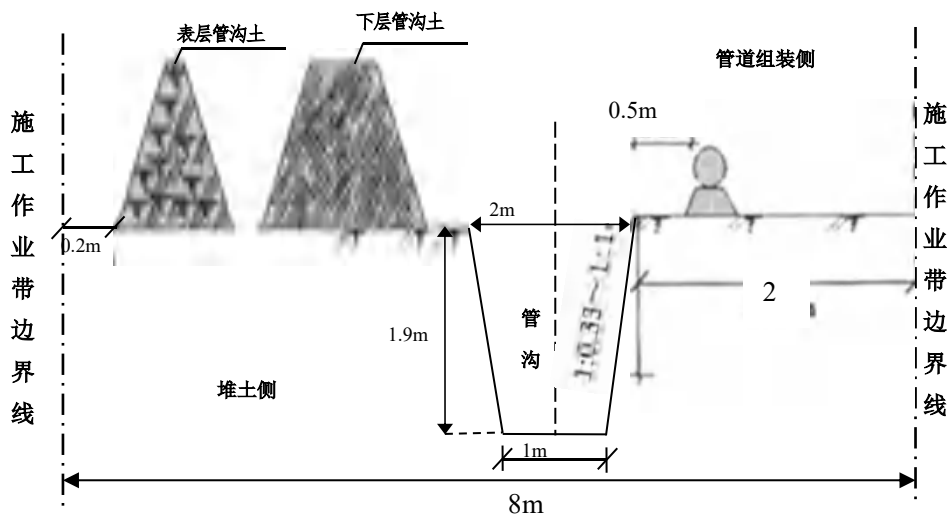 表层管沟土
下层管沟土
管道组装侧
施工作业带边界线
0.5m
施工作业带边界线
0.2m
2m
1:0.33~1:1.
2
1.9m
管沟
堆土侧
1m
8m